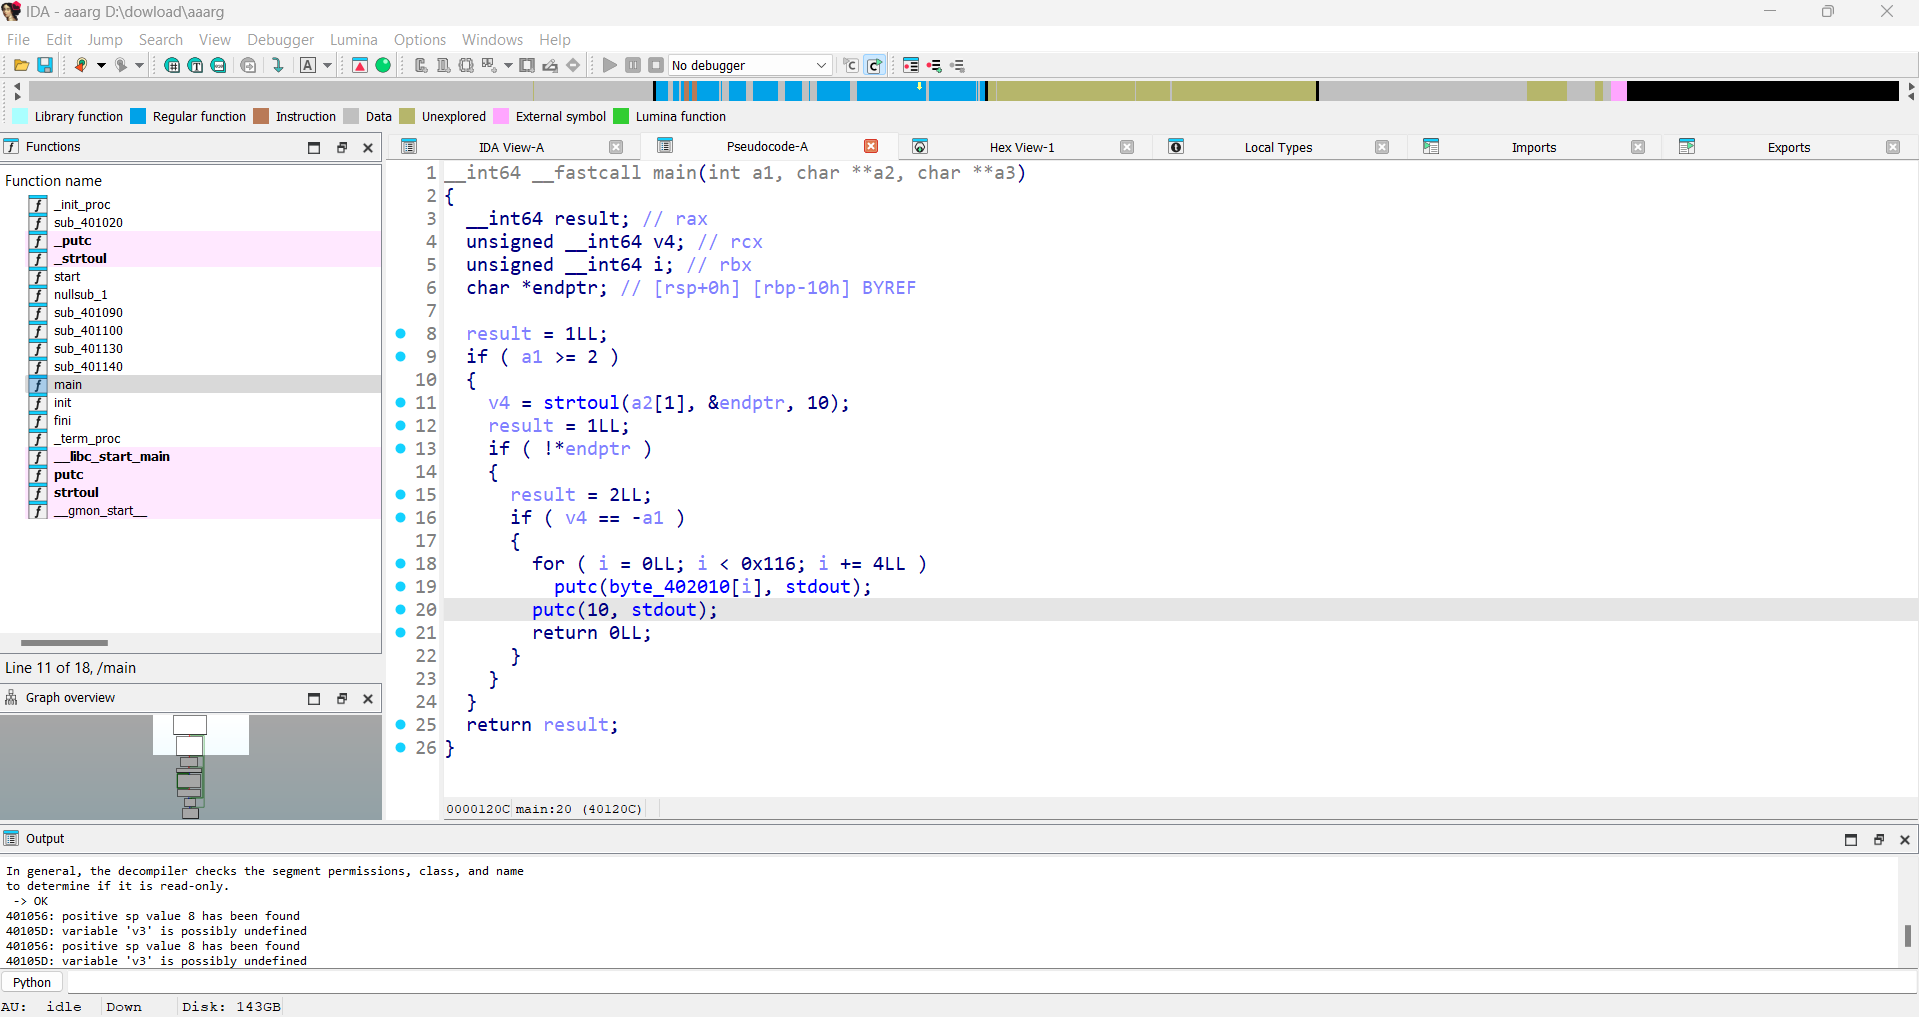 IDA - aaarg D:\dowload\aaarg
File Edit Jump Search View Debugger Lumina Options Windows Help
No debugger
Library function Regular function Instruction Data Unexplored External symbol Lumina function
Functions
Function name
_init_proc
sub_401020
_putc
_strtoul
start
nullsub_1
sub_401090
sub_401100
sub_401130
sub_401140
main
init
fini
_term_proc
__libc_start_main
putc
strtoul
__gmon_start__
Line 11 of 18, /main
Graph overview
IDA View-A Pseudocode-A Hex View-1 Local Types Imports Exports
1 __int64 __fastcall main(int a1, char **a2, char **a3)
2 {
3 __int64 result; // rax
4 unsigned __int64 v4; // rcx
5 unsigned __int64 i; // rbx
6 char *endptr; // [rsp+0h] [rbp-10h] BYREF
7
8 result = 1LL;
9 if ( a1 >= 2 )
10 {
11 v4 = strtoul(a2[1], &endptr, 10);
12 result = 1LL;
13 if ( !*endptr )
14 {
15 result = 2LL;
16 if ( v4 == -a1 )
17 {
18 for ( i = 0LL; i < 0x116; i += 4LL )
19 putc(byte_402010[i], stdout);
20 putc(10, stdout);
21 return 0LL;
22 }
23 }
24 }
25 return result;
26 }
0000120C main:20 (40120C)
Output
In general, the decompiler checks the segment permissions, class, and name
to determine if it is read-only.
-> OK
401056: positive sp value 8 has been found
40105D: variable 'v3' is possibly undefined
401056: positive sp value 8 has been found
40105D: variable 'v3' is possibly undefined
Python
AU: idle Down Disk: 143GB